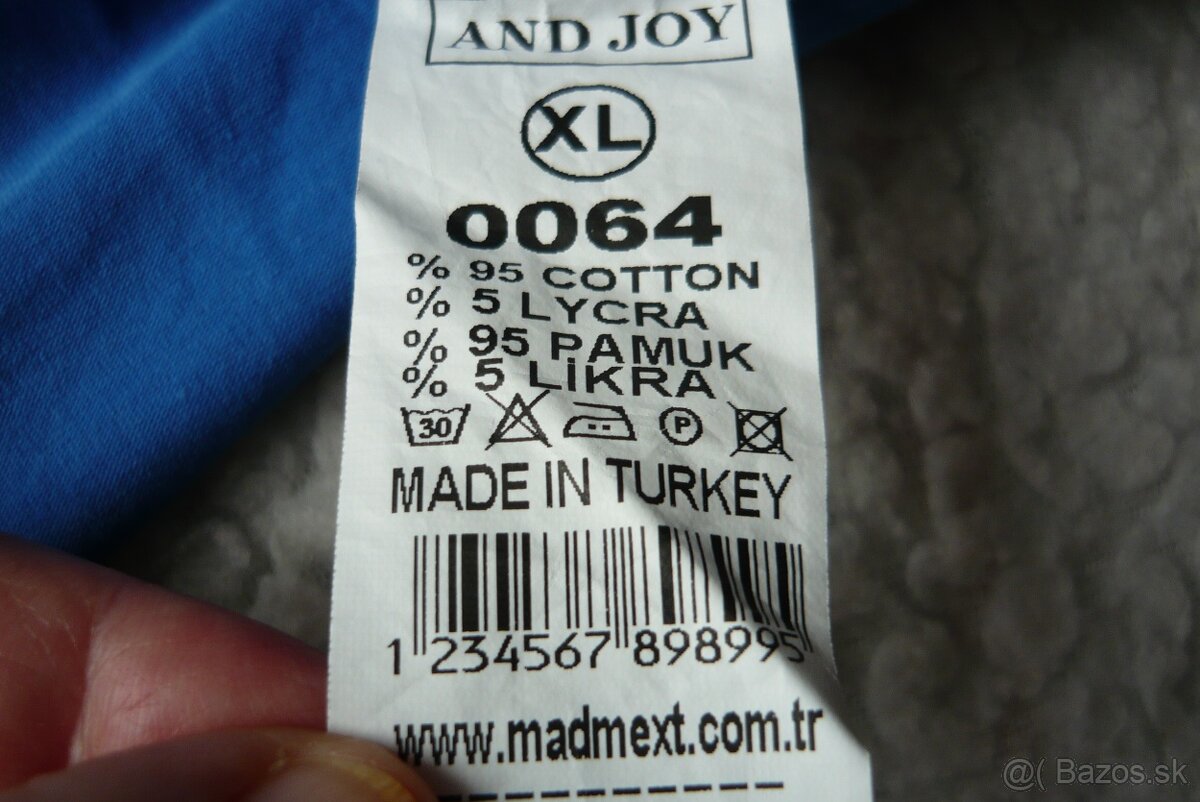 AND JOY
XL
0064
% 95 COTTON
% 5 LYCRA
% 95 PAMUK
% 5 LİKRA
30 P
MADE IN TURKEY
1 234567 898995
www.madmext.com.tr
@( Bazos.sk